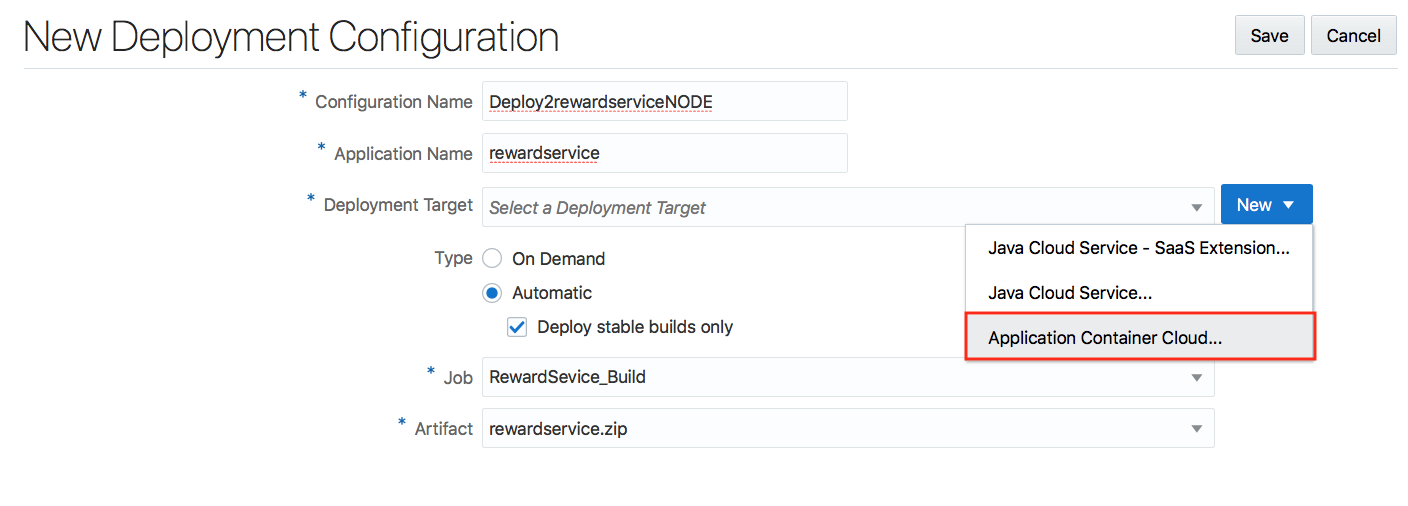 New Deployment Configuration
Save
Cancel
* Configuration Name Deploy2rewardserviceNODE
* Application Name rewardservice
* Deployment Target Select a Deployment Target
New
Java Cloud Service - SaaS Extension...
Java Cloud Service...
Application Container Cloud...
Type On Demand
Automatic
Deploy stable builds only
* Job RewardSevice_Build
* Artifact rewardservice.zip